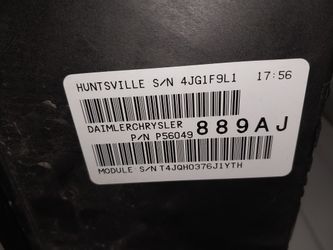 HUNTSVILLE S/N 4JG1F9L1 17:56
DAIMLERCHRYSLER
P/N P56049 889AJ
MODULE S/N T4JQH0376J1YTH